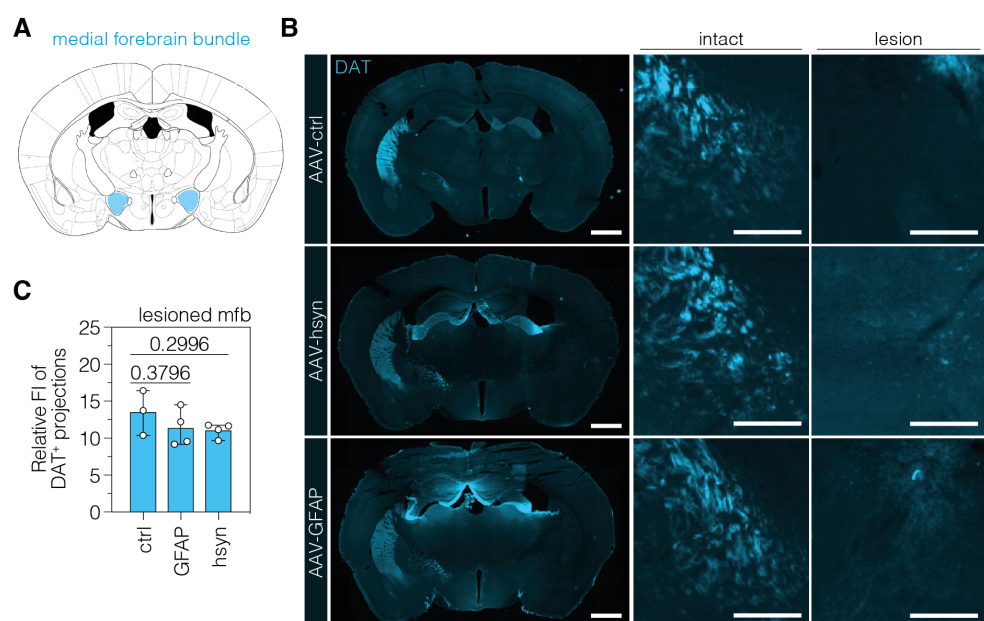 A
medial forebrain bundle
B
intact
lesion
DAT
AAV-ctrl
AAV-hsyn
AAV-GFAP
C
lesioned mfb
Relative FI of
DAT⁺ projections
25
20
15
10
5
0
0.2996
0.3796
ctrl
GFAP
hsyn